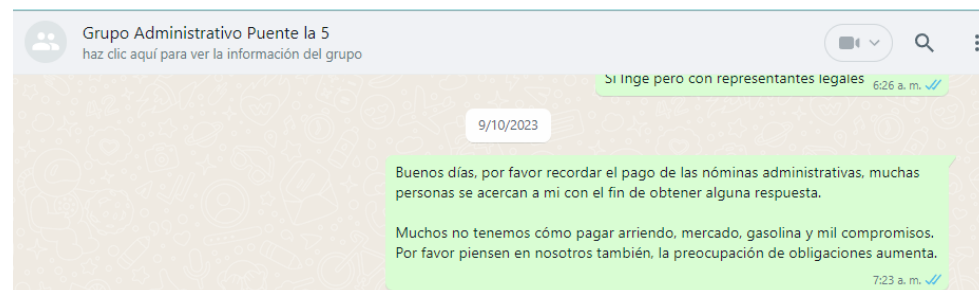 Grupo Administrativo Puente la 5
haz clic aquí para ver la información del grupo
Si Inge pero con representantes legales
6:26 a. m.
9/10/2023
Buenos días, por favor recordar el pago de las nóminas administrativas, muchas
personas se acercan a mi con el fin de obtener alguna respuesta.
Muchos no tenemos cómo pagar arriendo, mercado, gasolina y mil compromisos.
Por favor piensen en nosotros también, la preocupación de obligaciones aumenta.
7:23 a. m.